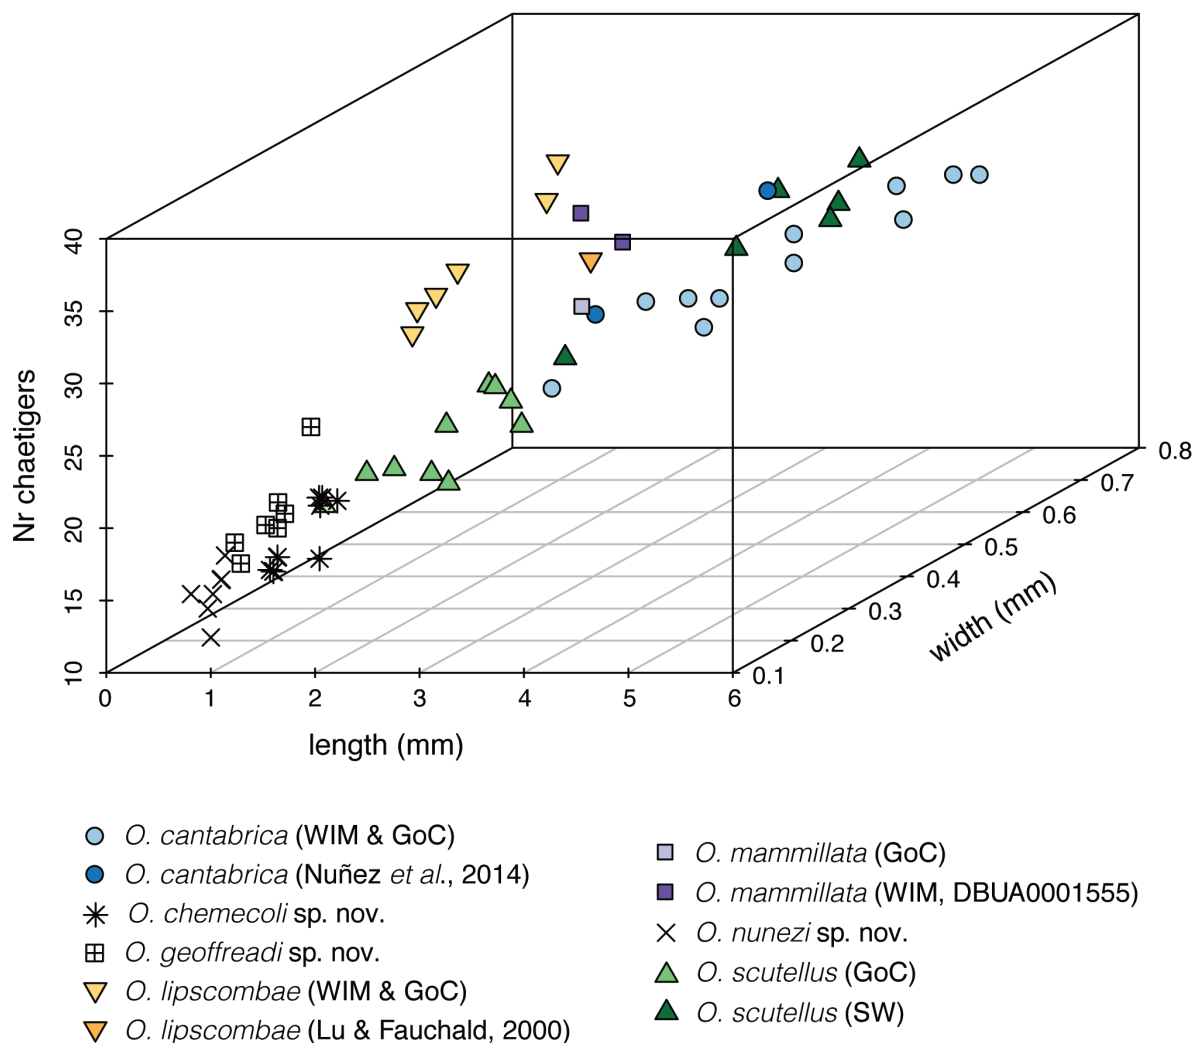 40
35
30
25
20
15
10
Nr chaetigers
0 1 2 3 4 5 6
length (mm)
0.8
0.7
0.6
0.5
0.4
0.3
0.2
0.1
width (mm)
O. cantabrica (WIM & GoC)
O. cantabrica (Nuñez et al., 2014)
O. chemecoli sp. nov.
O. geoffreadi sp. nov.
O. lipscombae (WIM & GoC)
O. lipscombae (Lu & Fauchald, 2000)
O. mammillata (GoC)
O. mammillata (WIM, DBUA0001555)
O. nunezi sp. nov.
O. scutellus (GoC)
O. scutellus (SW)